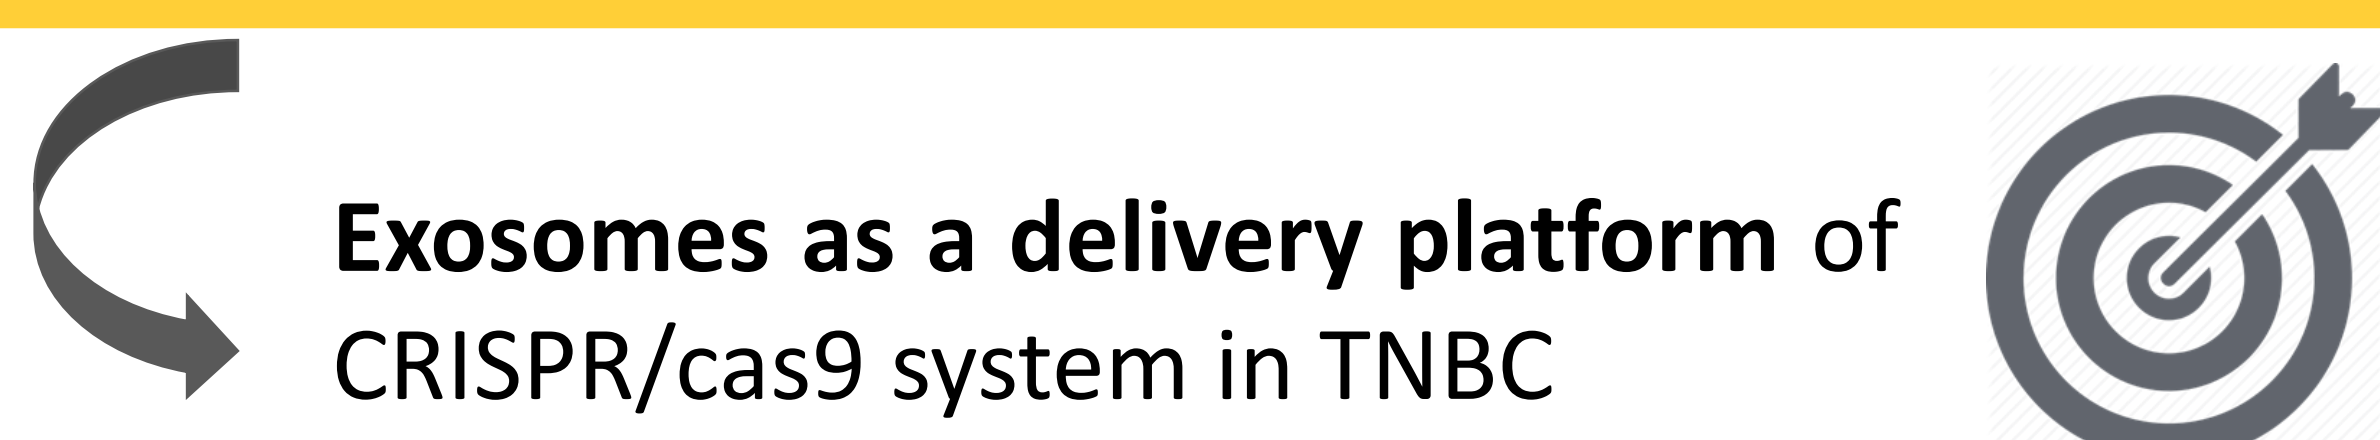 Exosomes as a delivery platform of
CRISPR/cas9 system in TNBC